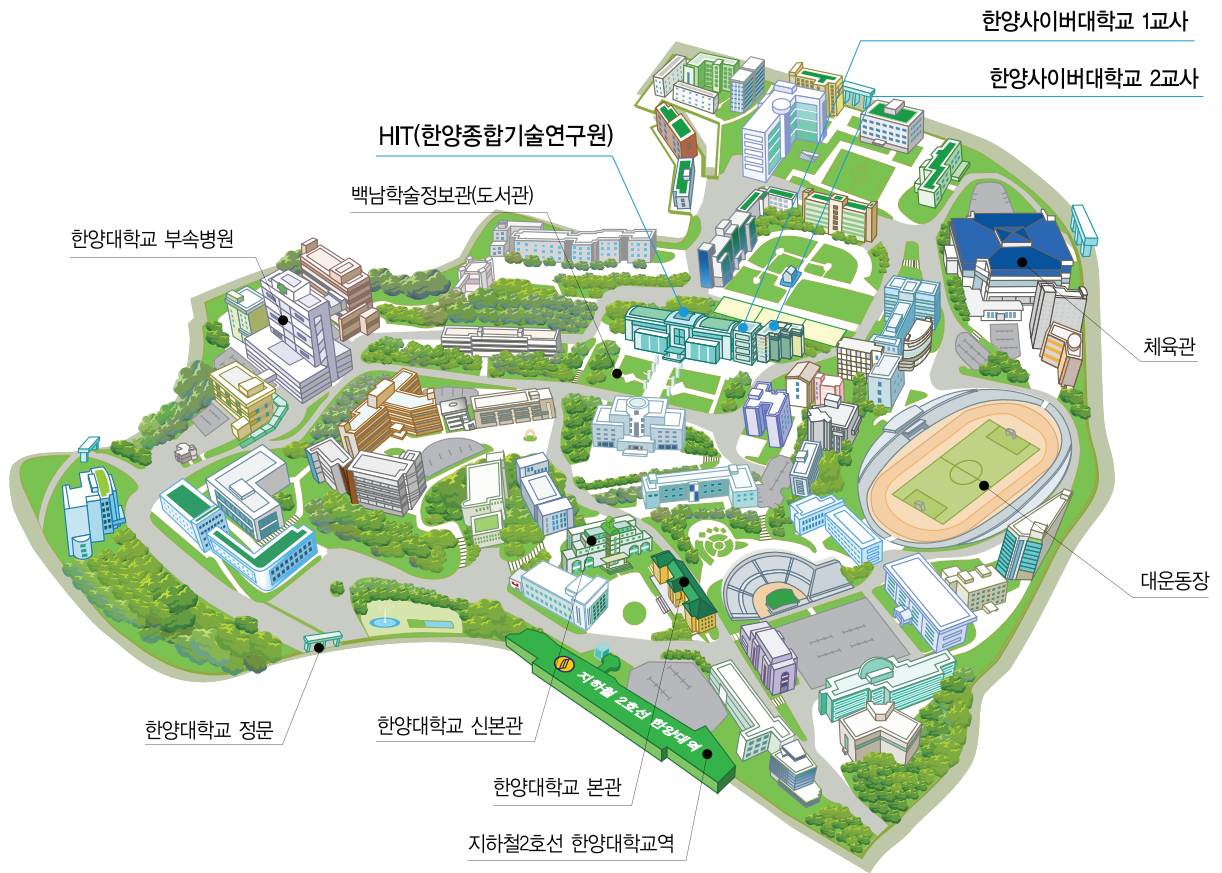 한양사이버대학교 1교사
한양사이버대학교 2교사
HIT(한양종합기술연구원)
백남학술정보관(도서관)
한양대학교 부속병원
체육관
대운동장
지하철 2호선 한양대역
한양대학교 정문
한양대학교 신본관
한양대학교 본관
지하철2호선 한양대학교역